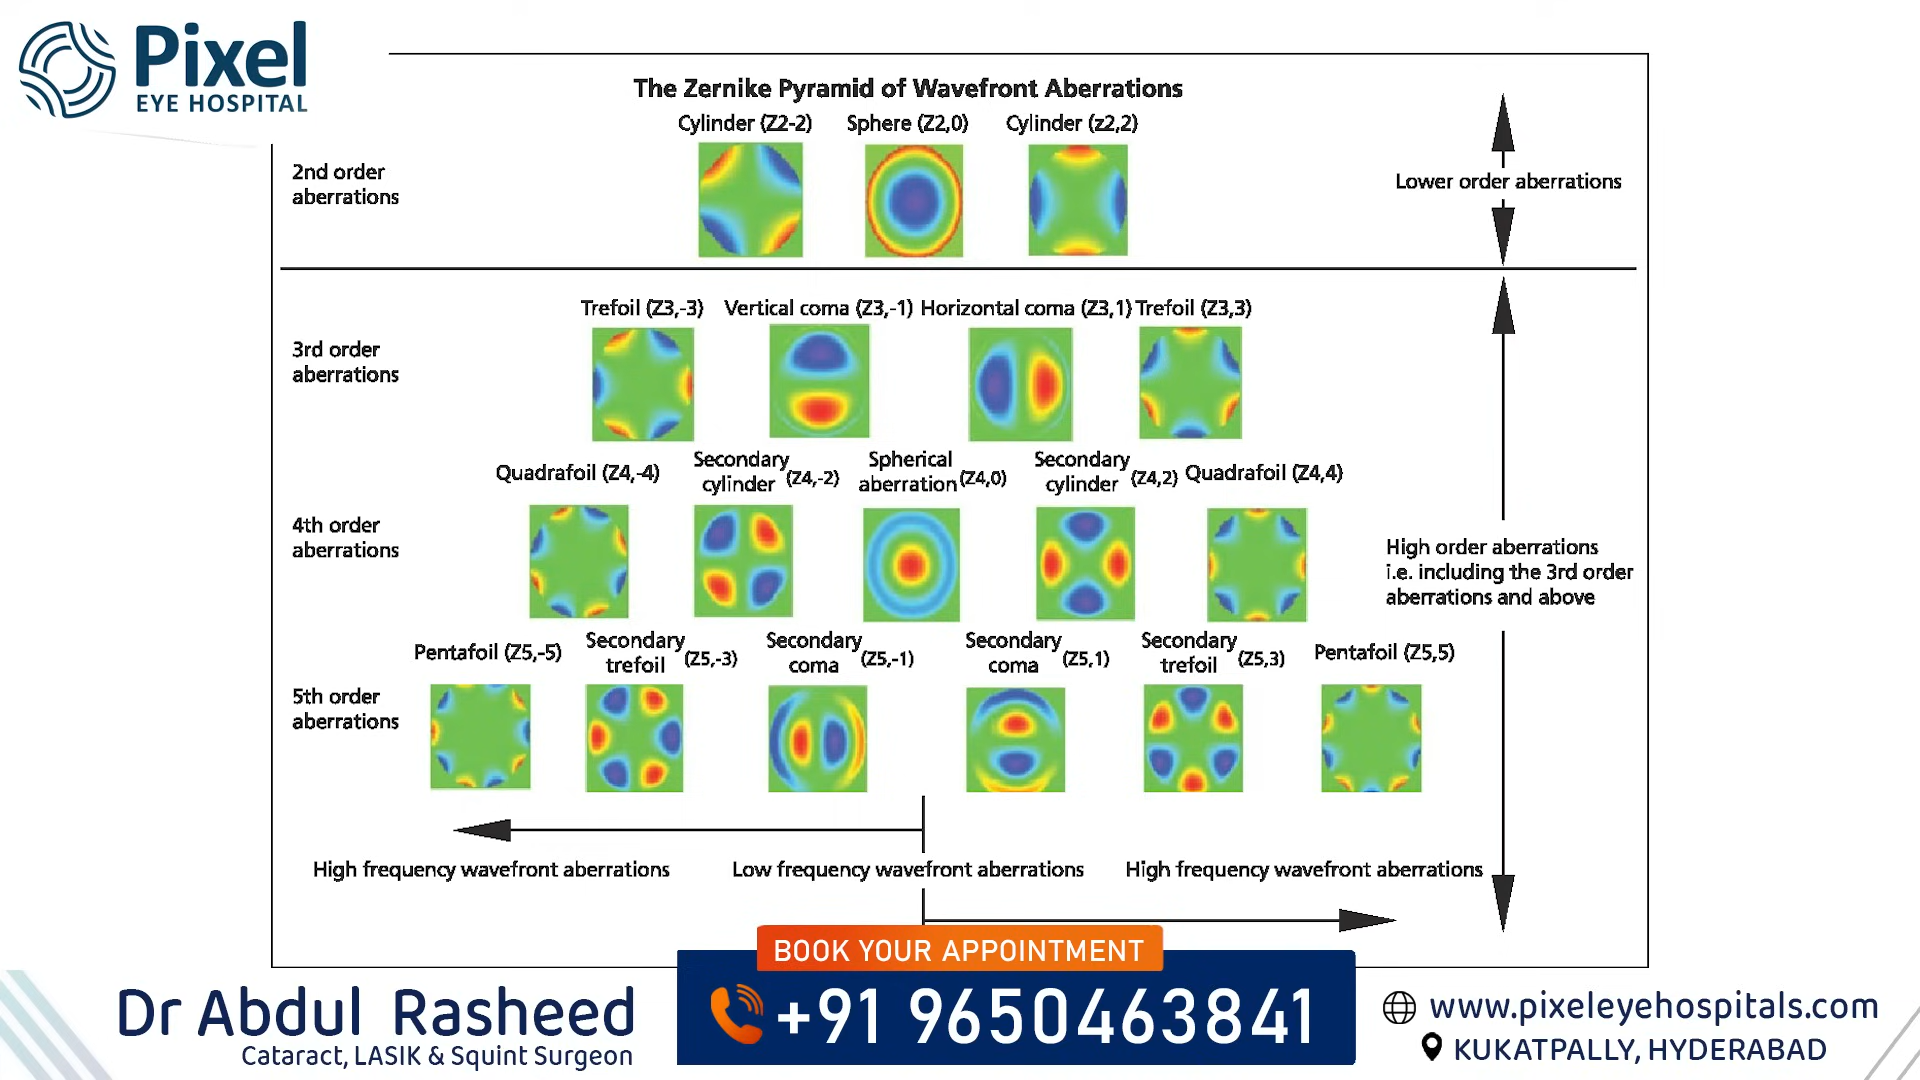 Pixel
EYE HOSPITAL
The Zernike Pyramid of Wavefront Aberrations
Cylinder (Z2-2) Sphere (Z2,0) Cylinder (z2,2)
2nd order
aberrations
Lower order aberrations
Trefoil (Z3,-3) Vertical coma (Z3,-1) Horizontal coma (Z3,1) Trefoil (Z3,3)
3rd order
aberrations
Quadrafoil (Z4,-4)
Secondary
cylinder (Z4,-2)
Spherical
aberration (Z4,0)
Secondary
cylinder (Z4,2)
Quadrafoil (Z4,4)
4th order
aberrations
High order aberrations
i.e. including the 3rd order
aberrations and above
Pentafoil (Z5,-5)
Secondary
trefoil (Z5,-3)
Secondary
coma (Z5,-1)
Secondary
coma (Z5,1)
Secondary
trefoil (Z5,3)
Pentafoil (Z5,5)
5th order
aberrations
High frequency wavefront aberrations Low frequency wavefront aberrations High frequency wavefront aberrations
BOOK YOUR APPOINTMENT
+91 9650463841
Dr Abdul Rasheed
Cataract, LASIK & Squint Surgeon
www.pixeleyehospitals.com
KUKATPALLY, HYDERABAD